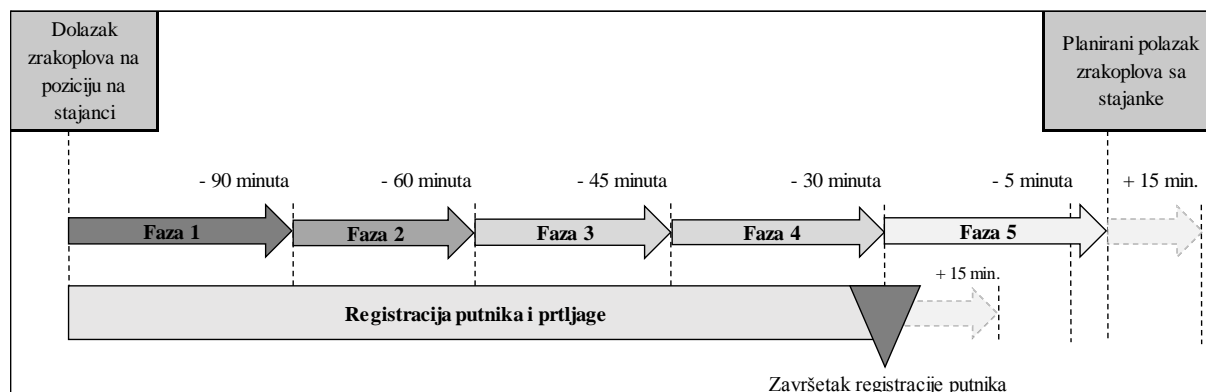 Dolazak
zrakoplova na
poziciju na
stajanci
Planirani polazak
zrakoplova sa
stajanke
- 90 minuta
- 60 minuta
- 45 minuta
- 30 minuta
- 5 minuta
+ 15 min.
Faza 1
Faza 2
Faza 3
Faza 4
Faza 5
+ 15 min.
Registracija putnika i prtljage
Završetak registracije putnika